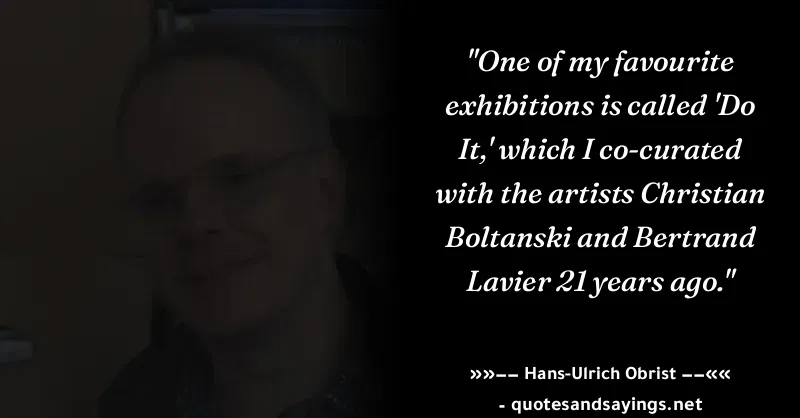 "One of my favourite
exhibitions is called 'Do
It,' which I co-curated
with the artists Christian
Boltanski and Bertrand
Lavier 21 years ago."
»»−− Hans-Ulrich Obrist −−««
- quotesandsayings.net